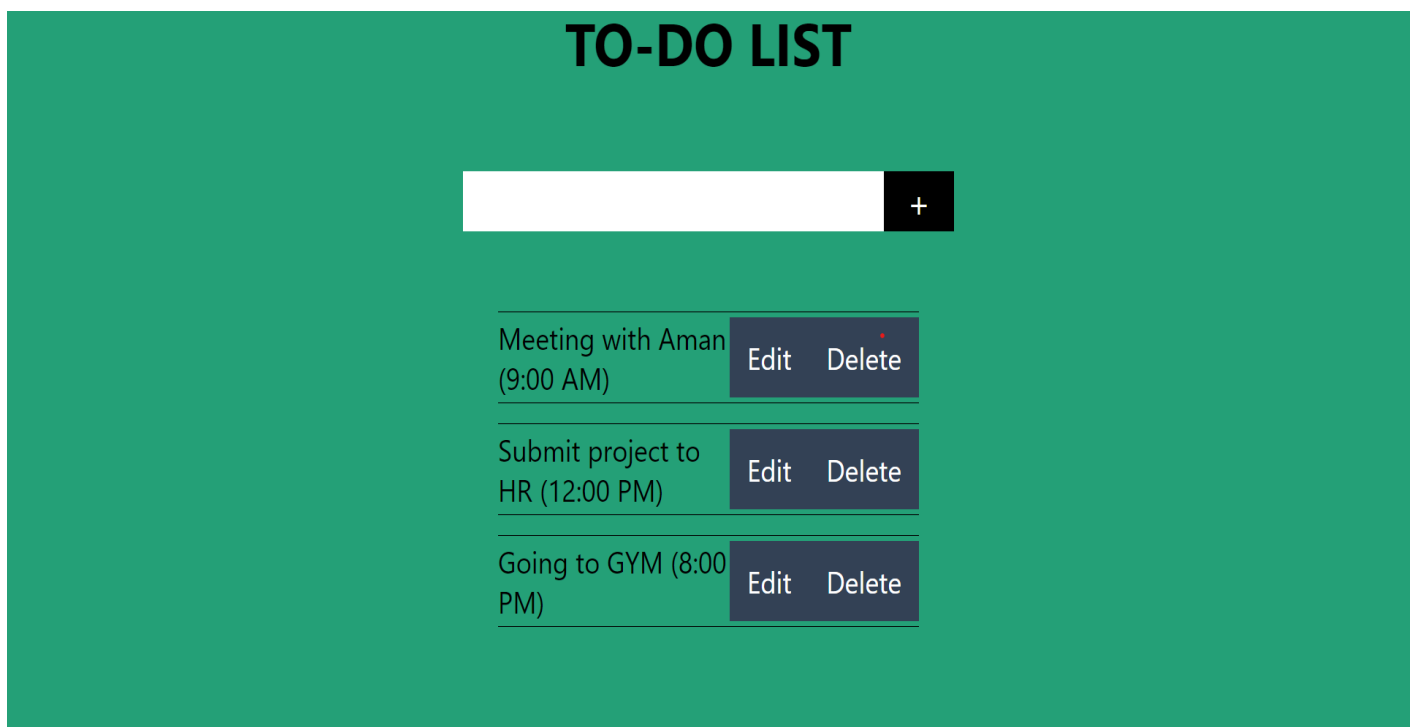 TO-DO LIST
+
Meeting with Aman
(9:00 AM)
Edit Delete
Submit project to
HR (12:00 PM)
Edit Delete
Going to GYM (8:00
PM)
Edit Delete